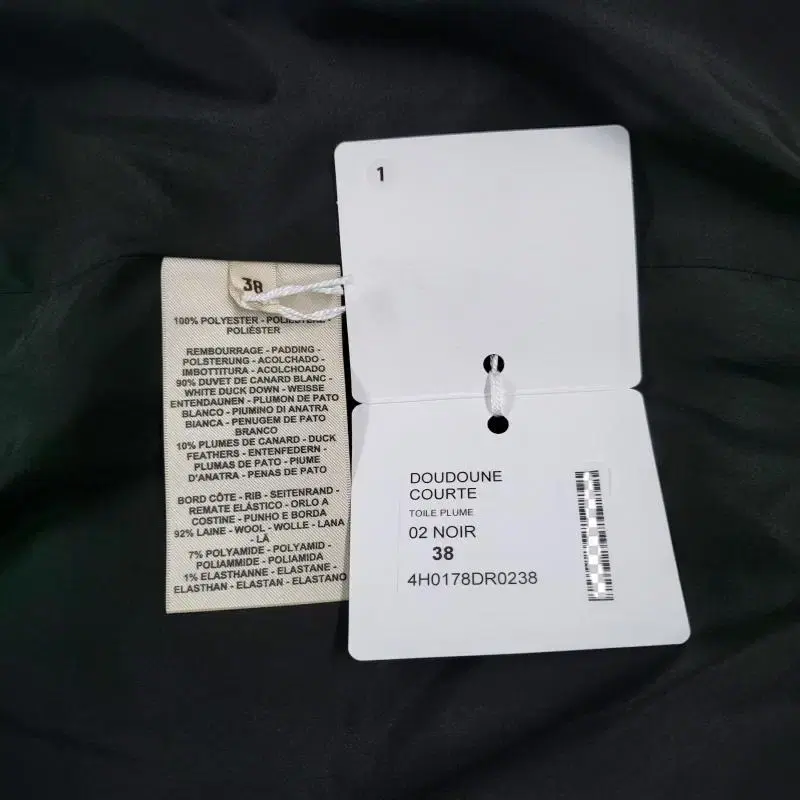 38
100% POLYESTER - POLIESTERE -
POLIÉSTER
REMBOURRAGE - PADDING -
POLSTERUNG - ACOLCHADO -
IMBOTTITURA - ACOLCHOADO
90% DUVET DE CANARD BLANC -
WHITE DUCK DOWN - WEISSE
ENTENDAUNEN - PLUMON DE PATO
BLANCO - PIUMINO DI ANATRA
BIANCA - PENUGEM DE PATO
BRANCO
10% PLUMES DE CANARD - DUCK
FEATHERS - ENTENFEDERN -
PLUMAS DE PATO - PIUME
D'ANATRA - PENAS DE PATO
BORD CÔTE - RIB - SEITENRAND -
REMATE ELÁSTICO - ORLO A
COSTINE - PUNHO E BORDA
92% LAINE - WOOL - WOLLE - LANA
- LÃ
7% POLYAMIDE - POLYAMID -
POLIAMMIDE - POLIAMIDA
1% ELASTHANNE - ELASTANE -
ELASTHAN - ELASTAN - ELASTANO
1
DOUDOUNE
COURTE
TOILE PLUME
02 NOIR
38
4H0178DR0238